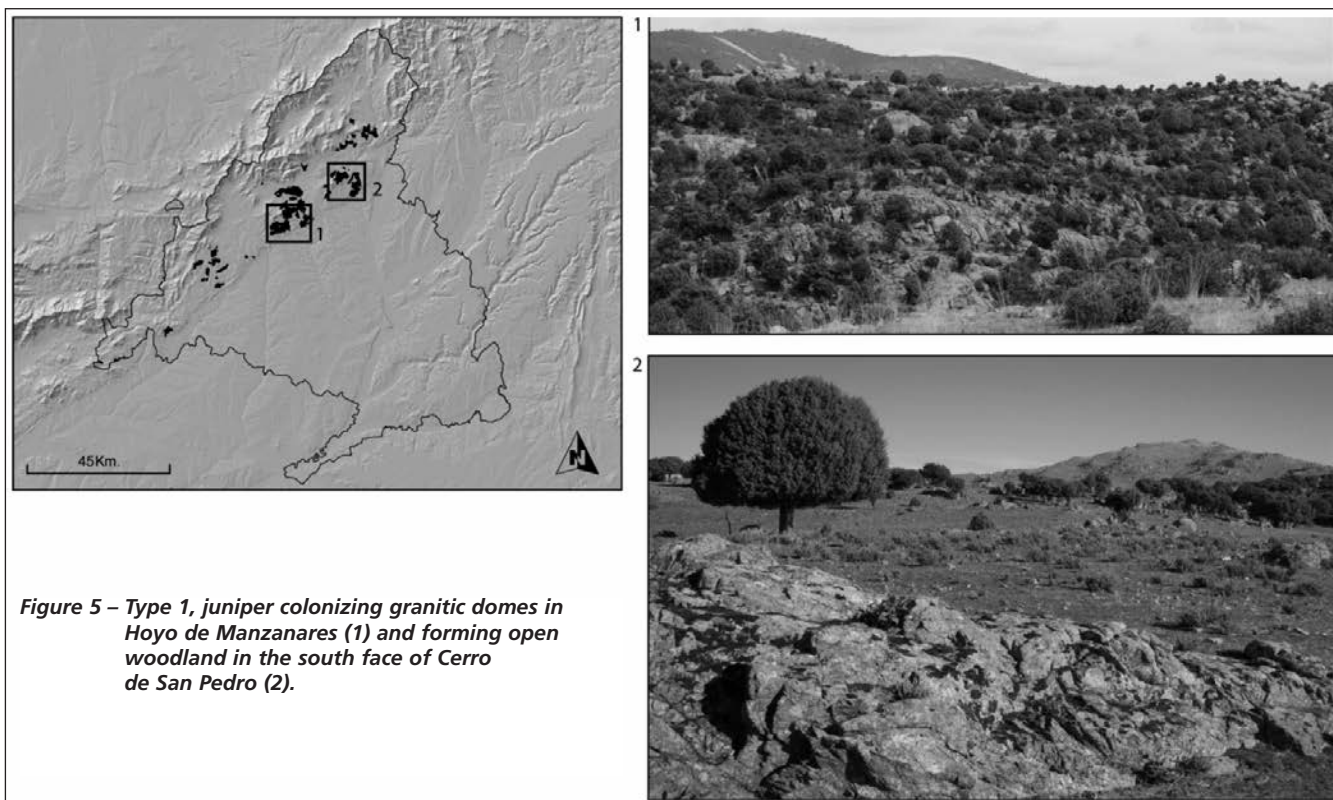 1
2
1
45Km.
N
2
Figure 5 – Type 1, juniper colonizing granitic domes in
Hoyo de Manzanares (1) and forming open
woodland in the south face of Cerro
de San Pedro (2).